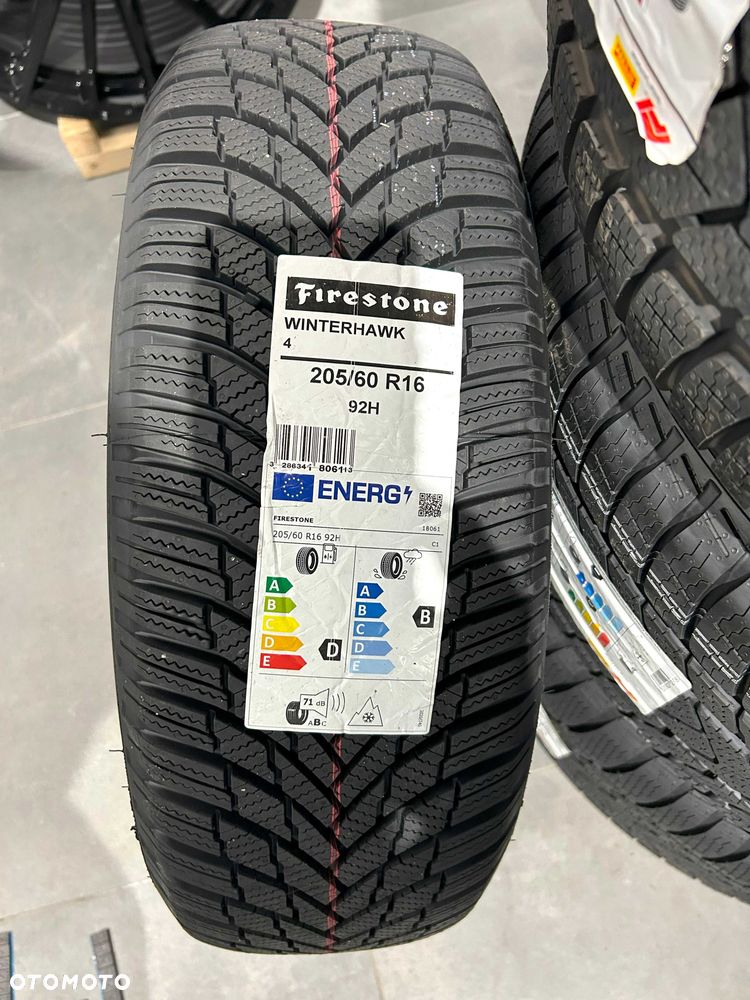 Firestone
WINTERHAWK
4
205/60 R16
92H
3 286341 806113
ENERG
FIRESTONE 18061
205/60 R16 92H C1
A A
B B B
C C
D D D
E E
71 dB
ABC
OTOMOTO